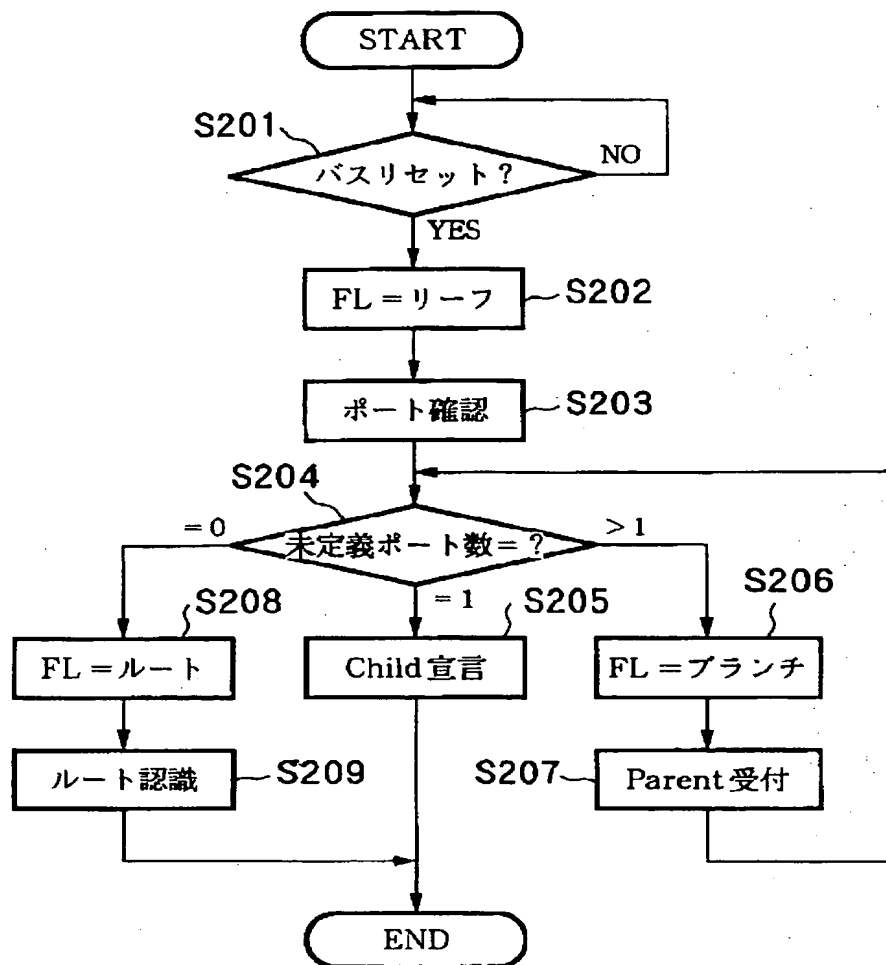 START
S201
バスリセット?
NO
YES
FL=リーフ
S202
ポート確認
S203
S204
=0
未定義ポート数=?
>1
=1
S208
S205
S206
FL=ルート
Child宣言
FL=ブランチ
ルート認識
S209
S207
Parent受付
END